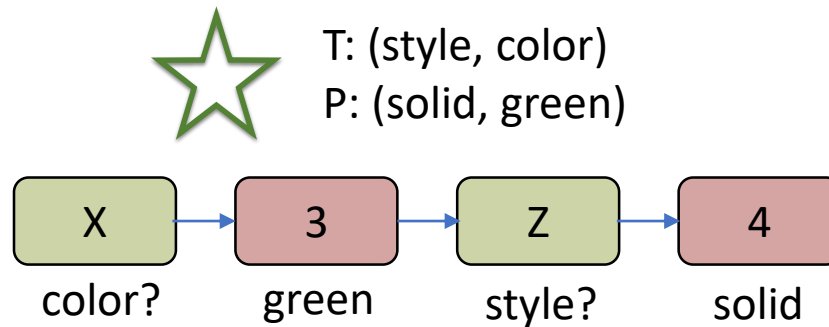 T: (style, color)
P: (solid, green)
X 3 Z 4
color? green style? solid